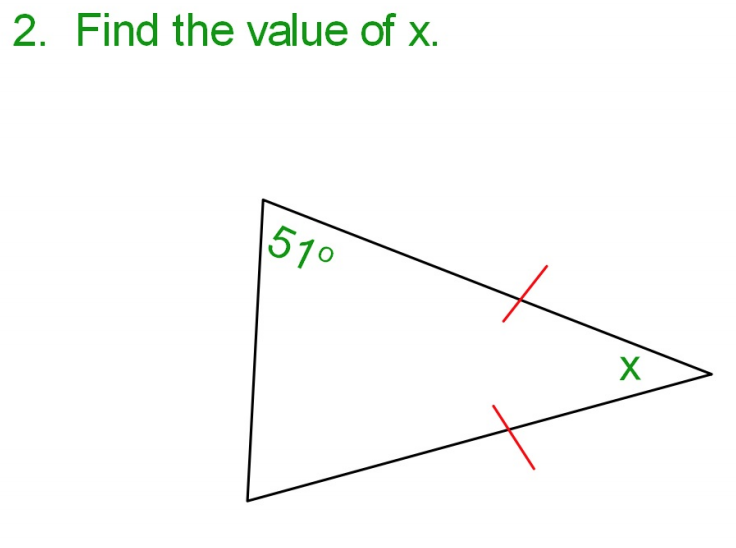 2. Find the value of x.
51º
x